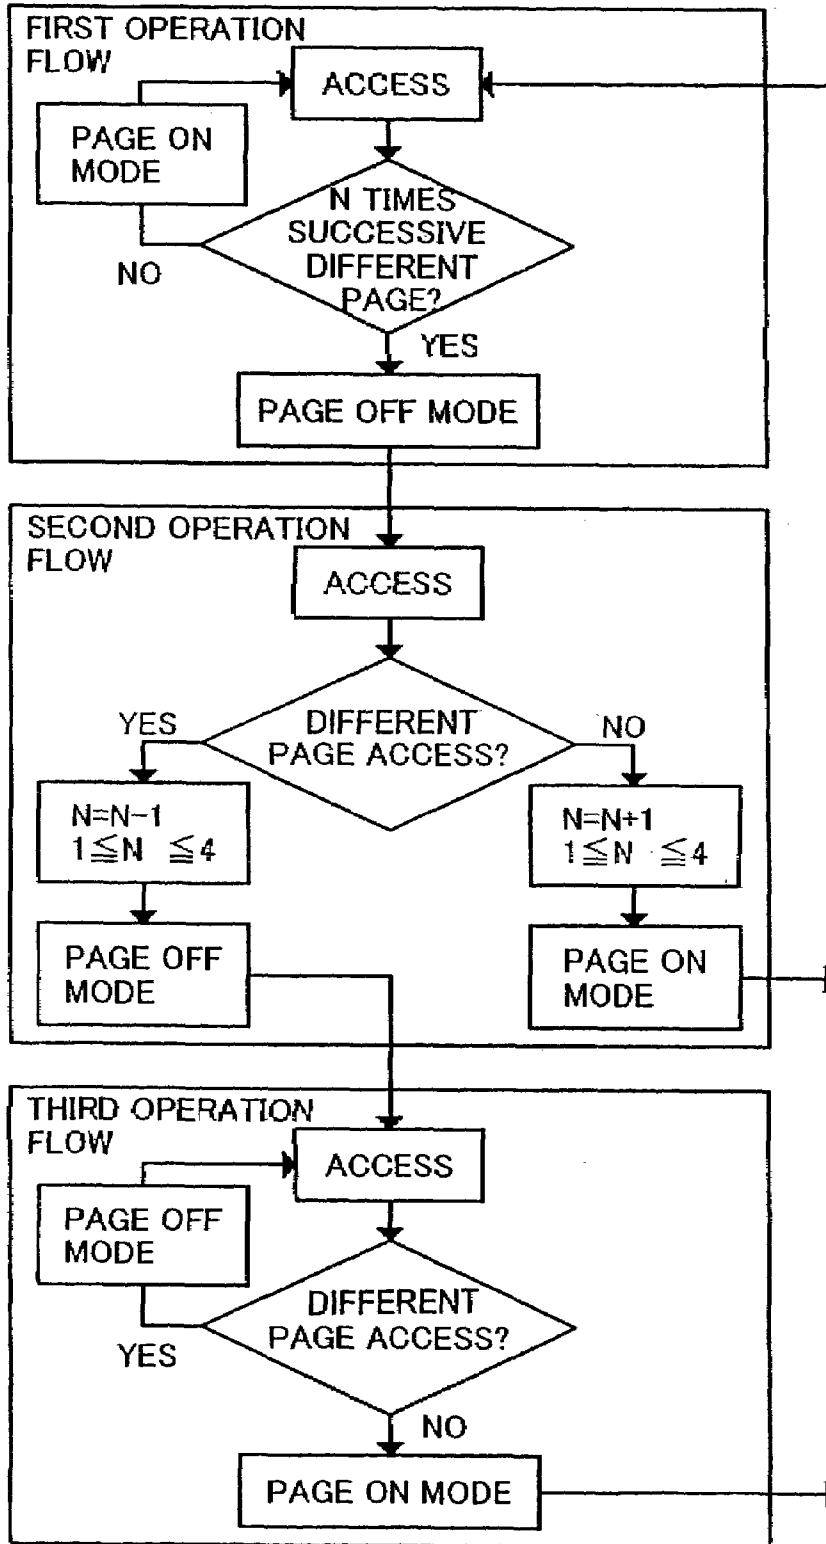 FIRST OPERATION
FLOW
ACCESS
PAGE ON
MODE
N TIMES
SUCCESSIVE
DIFFERENT
PAGE?
NO
YES
PAGE OFF MODE
SECOND OPERATION
FLOW
ACCESS
DIFFERENT
PAGE ACCESS?
YES
NO
N=N-1
1≦N ≦4
N=N+1
1≦N ≦4
PAGE OFF
MODE
PAGE ON
MODE
THIRD OPERATION
FLOW
ACCESS
PAGE OFF
MODE
DIFFERENT
PAGE ACCESS?
YES
NO
PAGE ON MODE